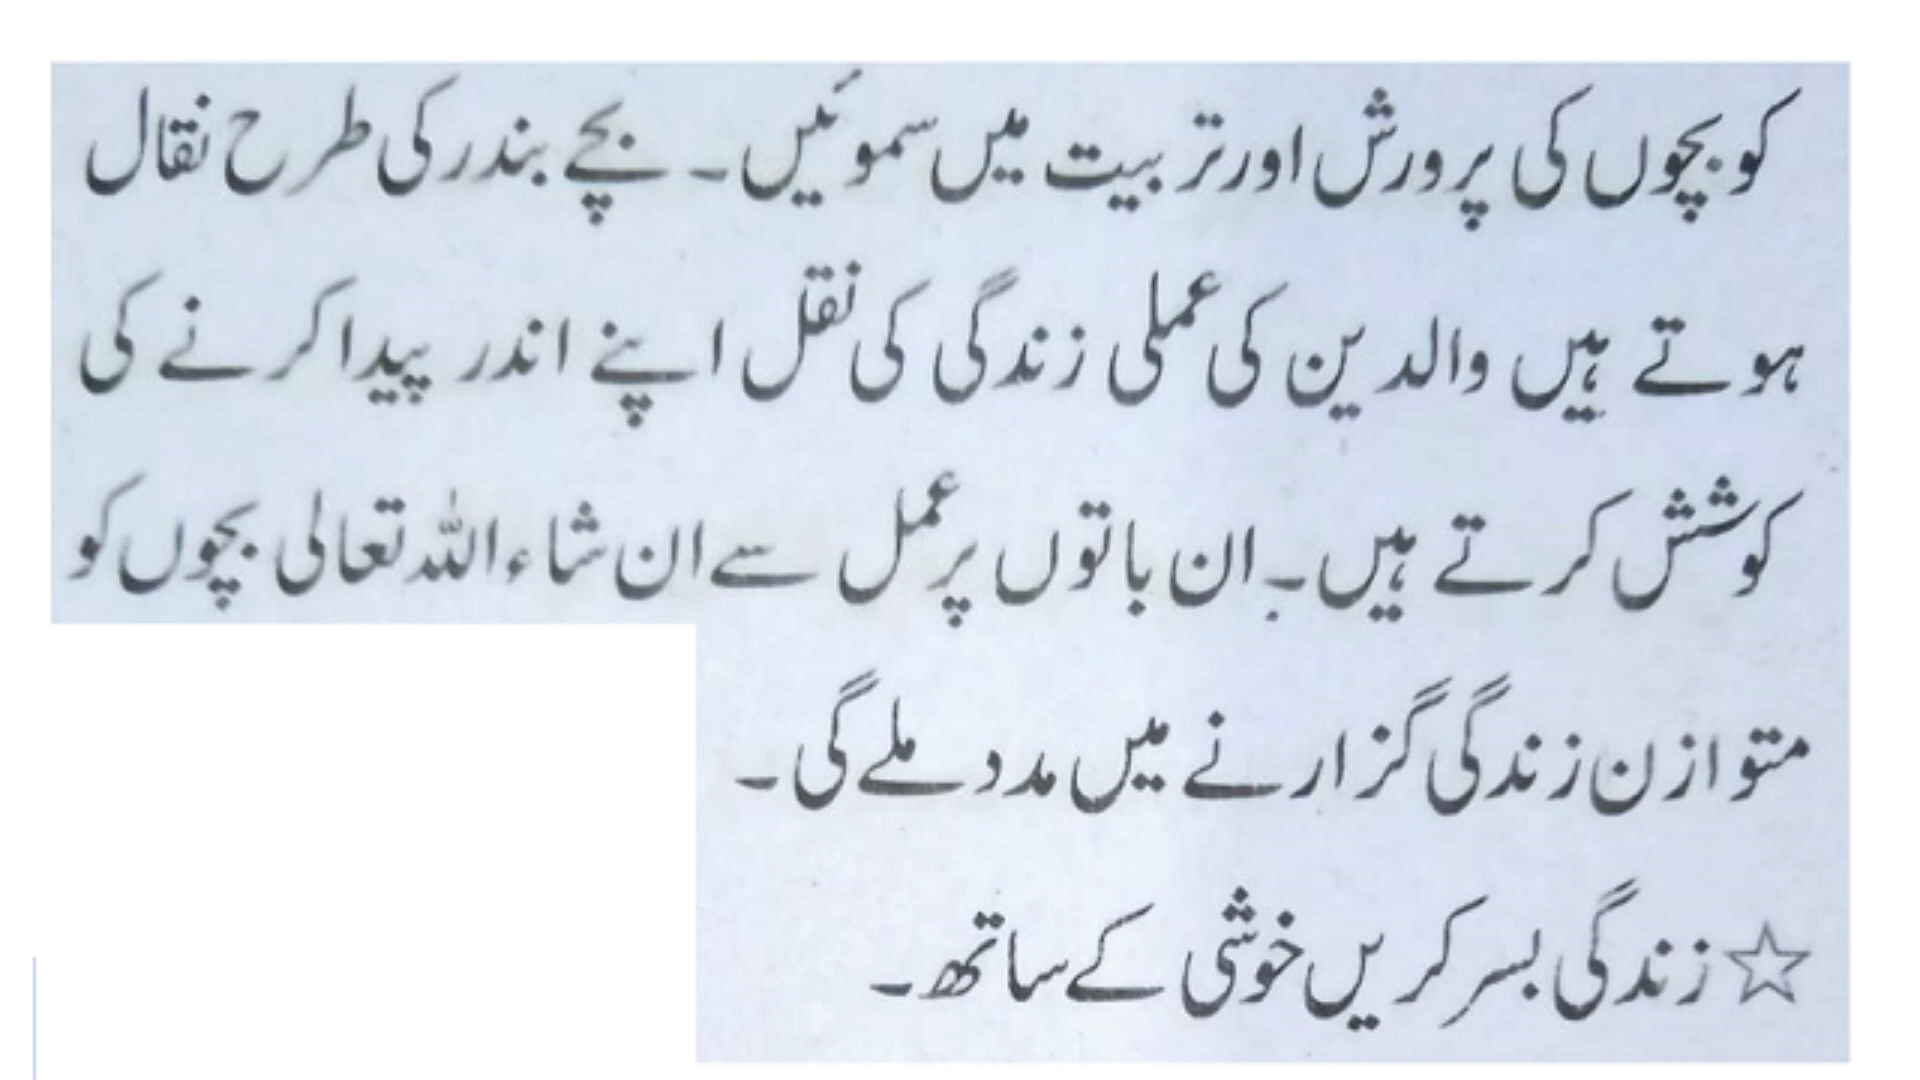 کو بچوں کی پرورش اور تربیت میں سموئیں۔ بچے بندر کی طرح نقال
ہوتے ہیں والدین کی عملی زندگی کی نقل اپنے اندر پیدا کرنے کی
کوشش کرتے ہیں۔ ان باتوں پر عمل سے ان شاء اللہ تعالی بچوں کو
متوازن زندگی گزارنے میں مدد ملے گی۔
☆ زندگی بسر کریں خوشی کے ساتھ۔